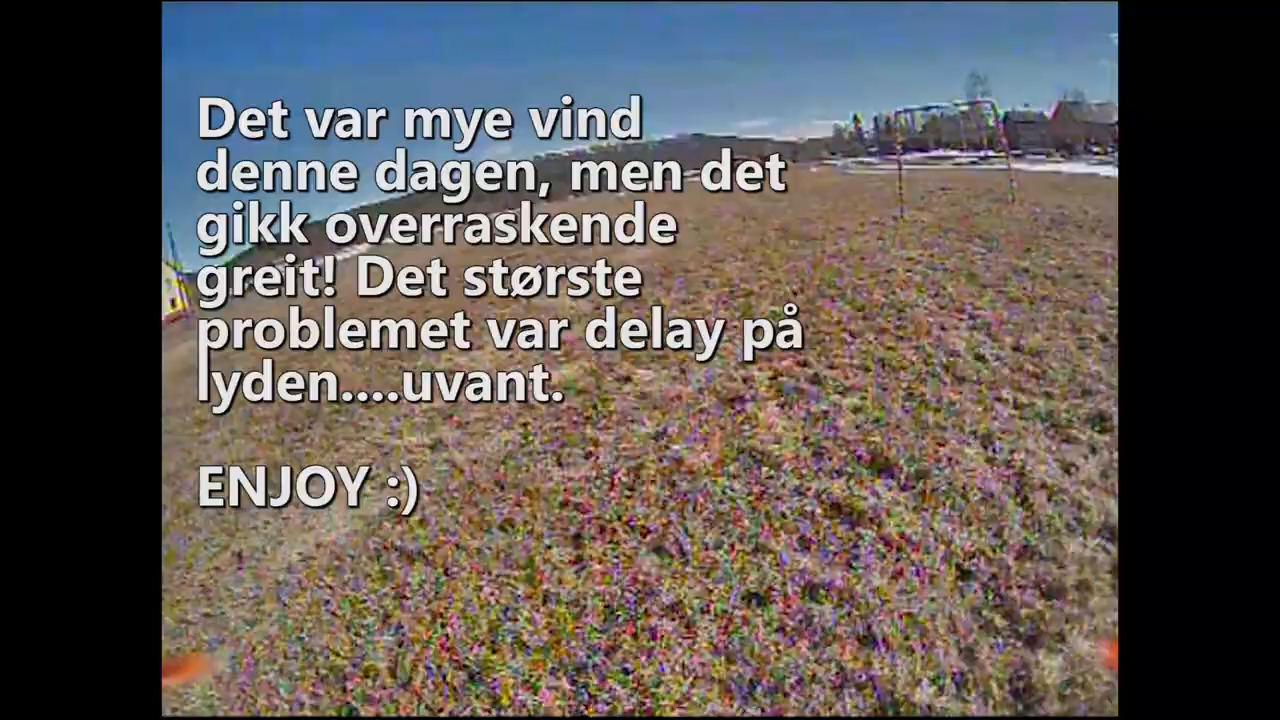 Det var mye vind
denne dagen, men det
gikk overraskende
greit! Det største
problemet var delay på
lyden....uvant.
ENJOY :)